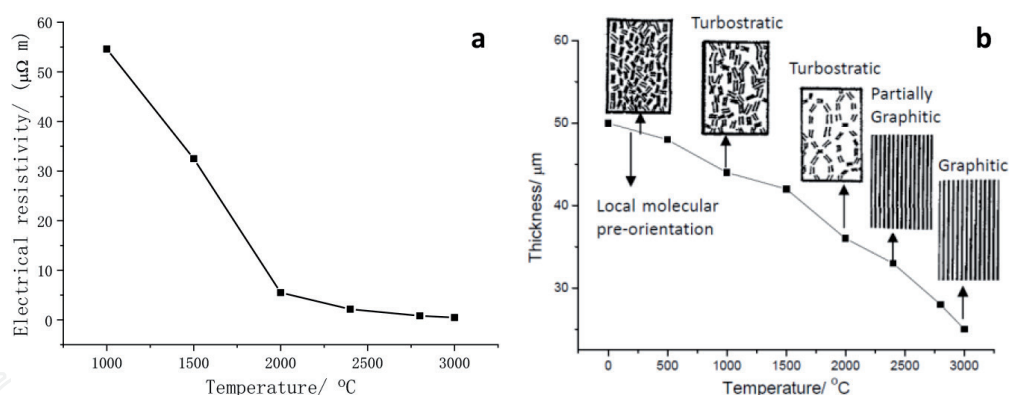 a
Electrical resistivity/ (μΩ m)
60
50
40
30
20
10
0
1000
1500
2000
2500
3000
Temperature/ °C
b
Turbostratic
Turbostratic
Partially
Graphitic
Graphitic
Local molecular
pre-orientation
Thickness/ μm
60
50
40
30
0
500
1000
1500
2000
2500
3000
Temperature/ °C